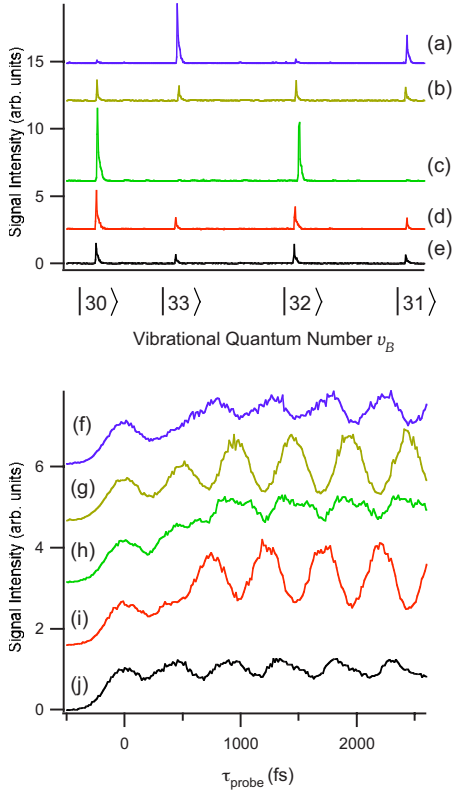 Signal Intensity (arb. units)
15
10
5
0
(a)
(b)
(c)
(d)
(e)
|30⟩ |33⟩ |32⟩ |31⟩
Vibrational Quantum Number v_B
Signal Intensity (arb. units)
6
4
2
0
(f)
(g)
(h)
(i)
(j)
0 1000 2000
τprobe (fs)